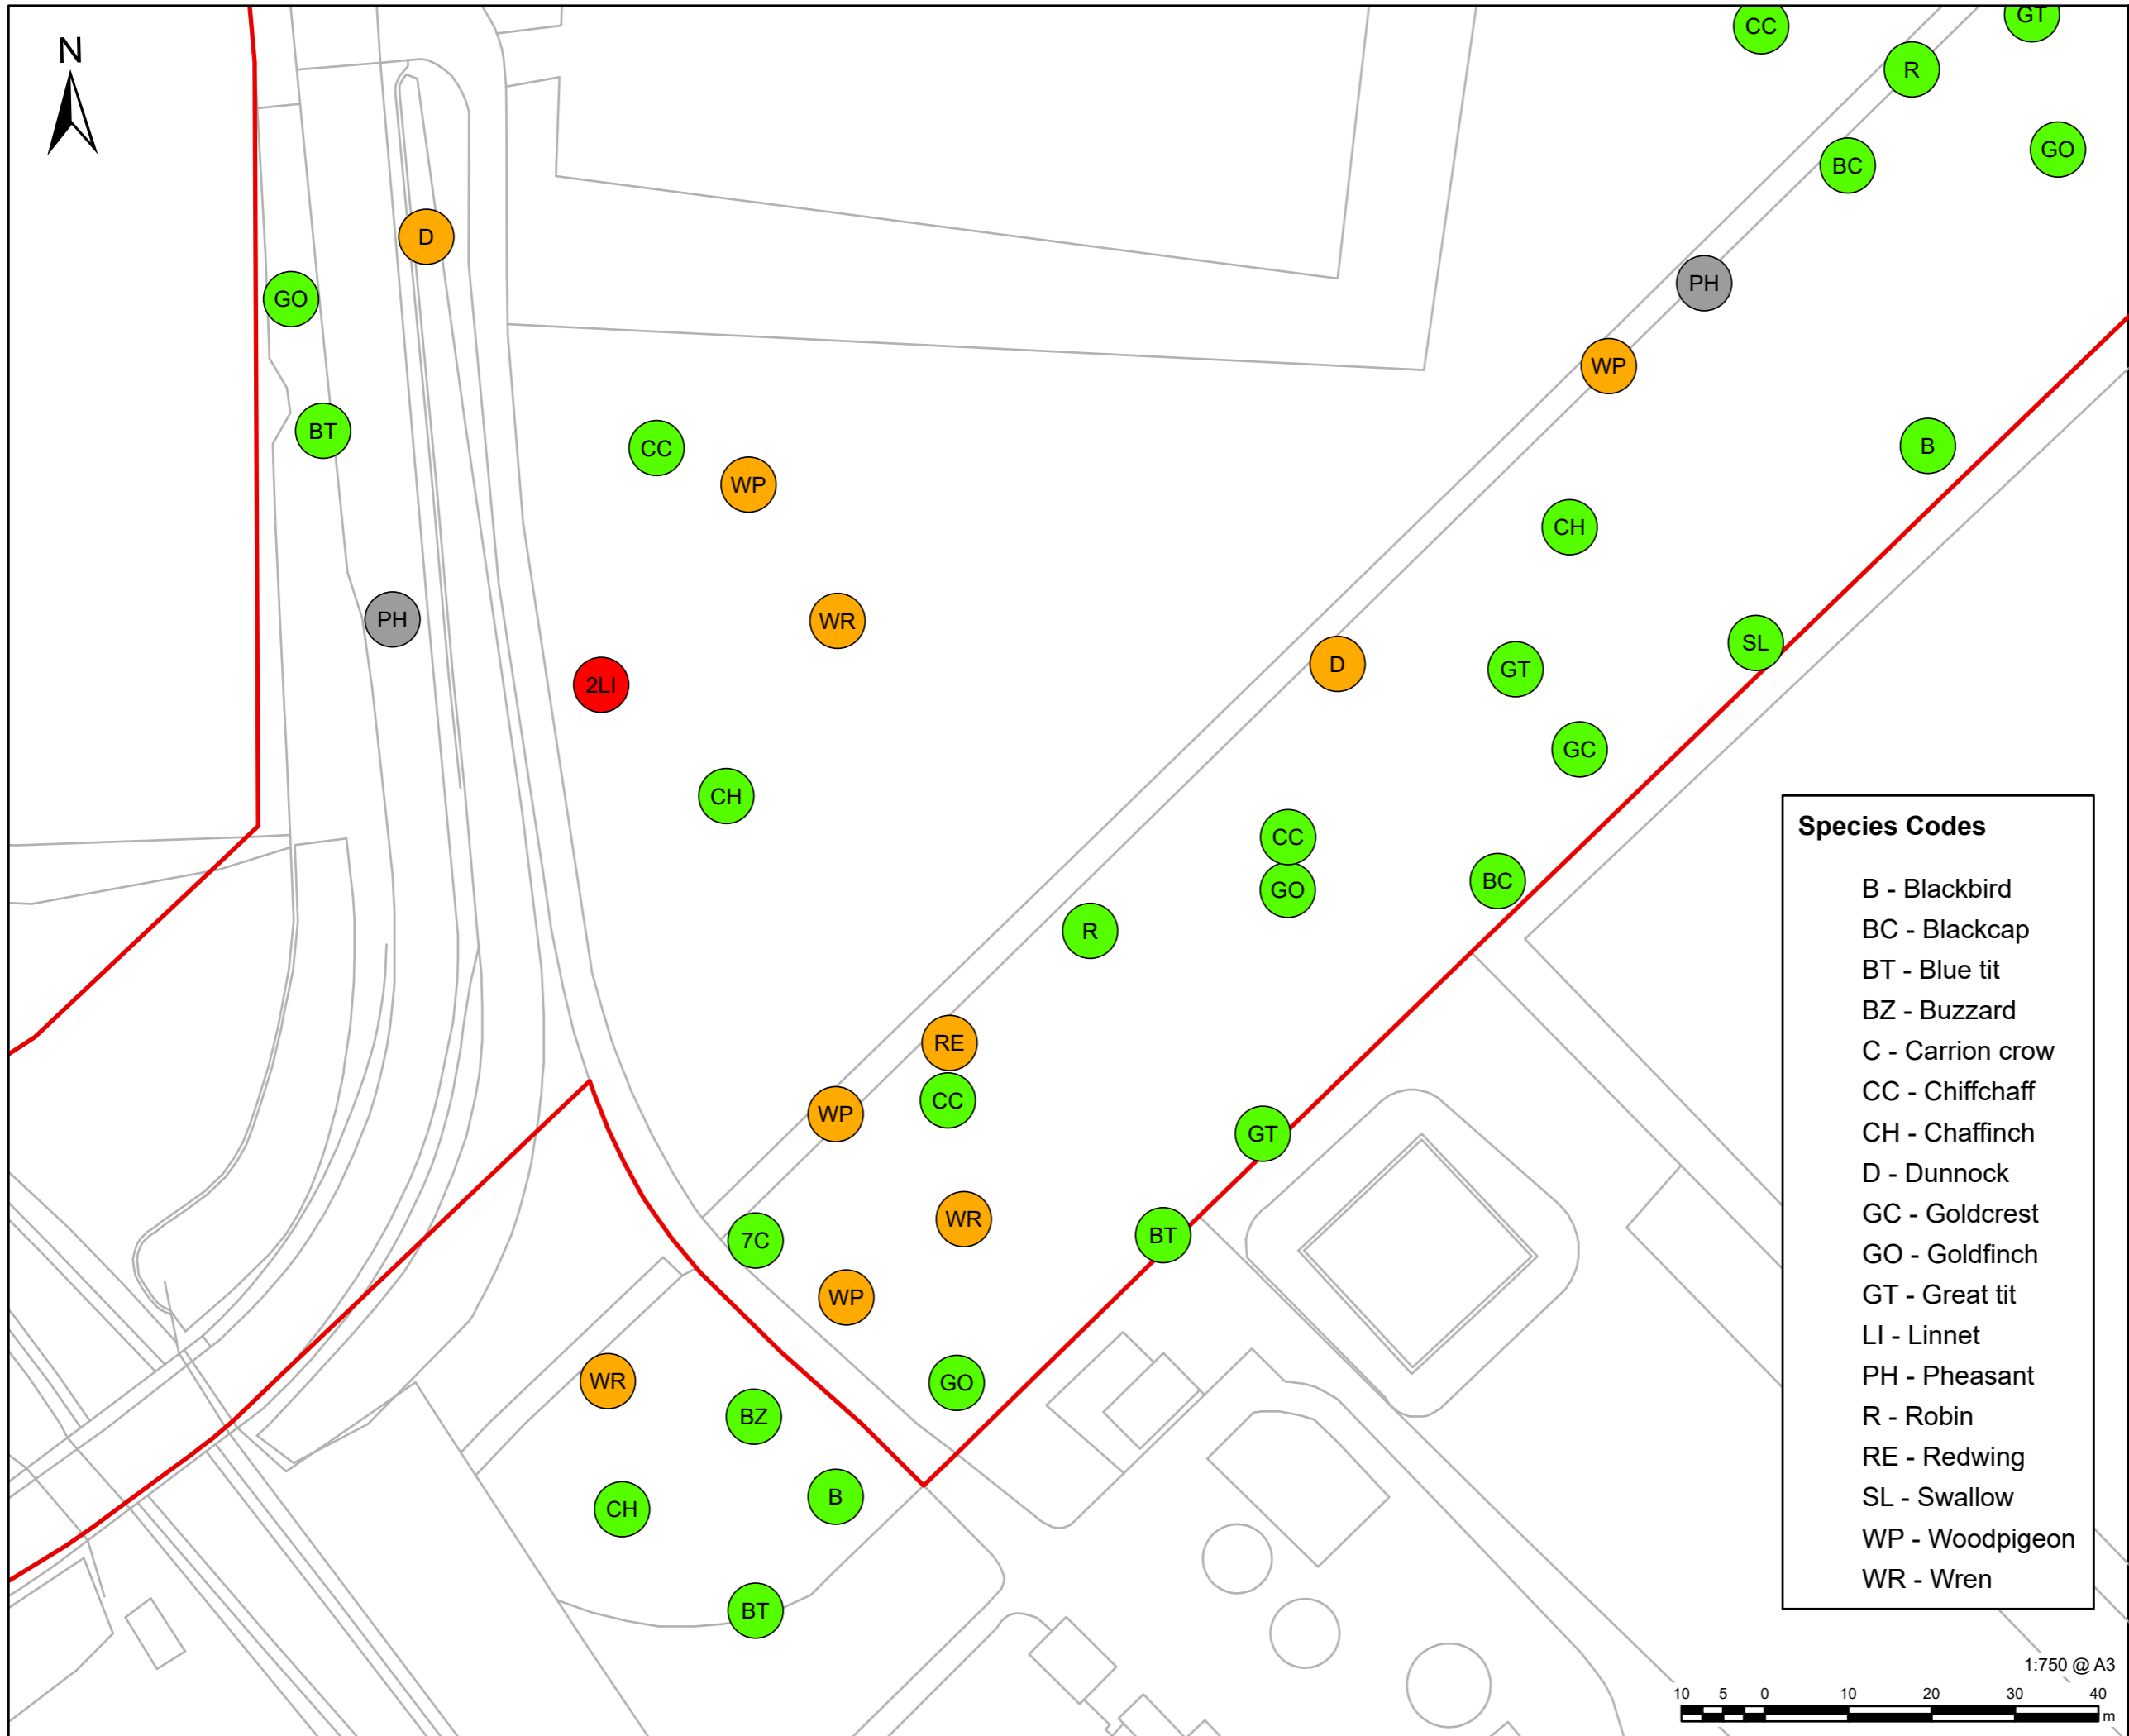 N
CC
GT
R
GO
BC
D
PH
GO
WP
BT
CC
B
WP
CH
PH
WR
SL
D
GT
2LI
GC
CH
CC
BC
GO
R
RE
CC
WP
GT
WR
BT
7C
WP
WR
GO
BZ
B
CH
BT
Species Codes
B - Blackbird
BC - Blackcap
BT - Blue tit
BZ - Buzzard
C - Carrion crow
CC - Chiffchaff
CH - Chaffinch
D - Dunnock
GC - Goldcrest
GO - Goldfinch
GT - Great tit
LI - Linnet
PH - Pheasant
R - Robin
RE - Redwing
SL - Swallow
WP - Woodpigeon
WR - Wren
1:750 @ A3
10 5 0 10 20 30 40
m